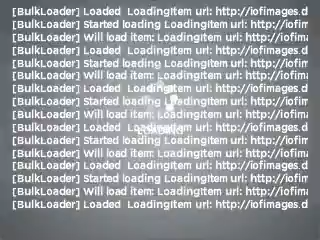 [BulkLoader] Loaded  LoadingItem url: http://iofimages.d
[BulkLoader] Started loading LoadingItem url: http://iofim
[BulkLoader] Will load item: LoadingItem url: http://iofima
[BulkLoader] Loaded  LoadingItem url: http://iofimages.d
[BulkLoader] Started loading LoadingItem url: http://iofim
[BulkLoader] Will load item: LoadingItem url: http://iofima
[BulkLoader] Loaded  LoadingItem url: http://iofimages.d
[BulkLoader] Started loading LoadingItem url: http://iofim
[BulkLoader] Will load item: LoadingItem url: http://iofima
[BulkLoader] Loaded  LoadingItem url: http://iofimages.d
LOADING
[BulkLoader] Started loading LoadingItem url: http://iofim
[BulkLoader] Will load item: LoadingItem url: http://iofima
[BulkLoader] Loaded  LoadingItem url: http://iofimages.d
[BulkLoader] Started loading LoadingItem url: http://iofim
[BulkLoader] Will load item: LoadingItem url: http://iofima
[BulkLoader] Loaded  LoadingItem url: http://iofimages.d